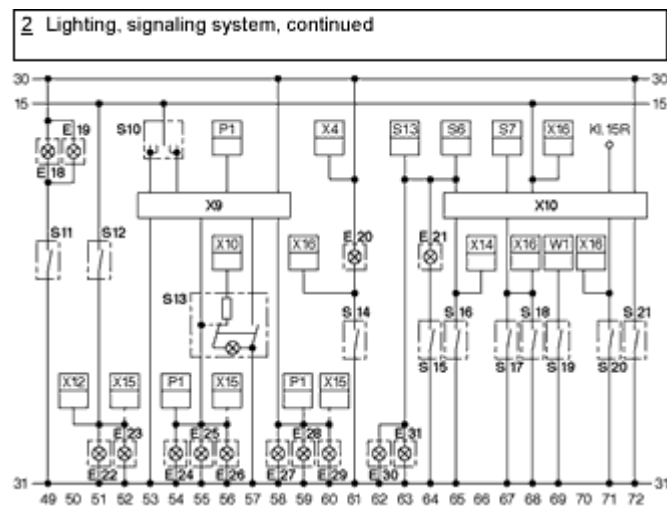 2 Lighting, signaling system, continued
30 30
15 15
E 19 S10 P1 X4 S13 S6 S7 X16 Kl.15R
E 18
X9 X10
S11 S12 X10 X16 E 20 E 21 X14 X16 W1 X16
S13 S 14 S 16 S 18 S 21
S 15 S 17 S 19 S 20
X12 X15 P1 X15 P1 X15
E 23 E 25 E 28 E 31
E 22 E 24 E 26 E 27 E 29 E 30
31 31
49 50 51 52 53 54 55 56 57 58 59 60 61 62 63 64 65 66 67 68 69 70 71 72